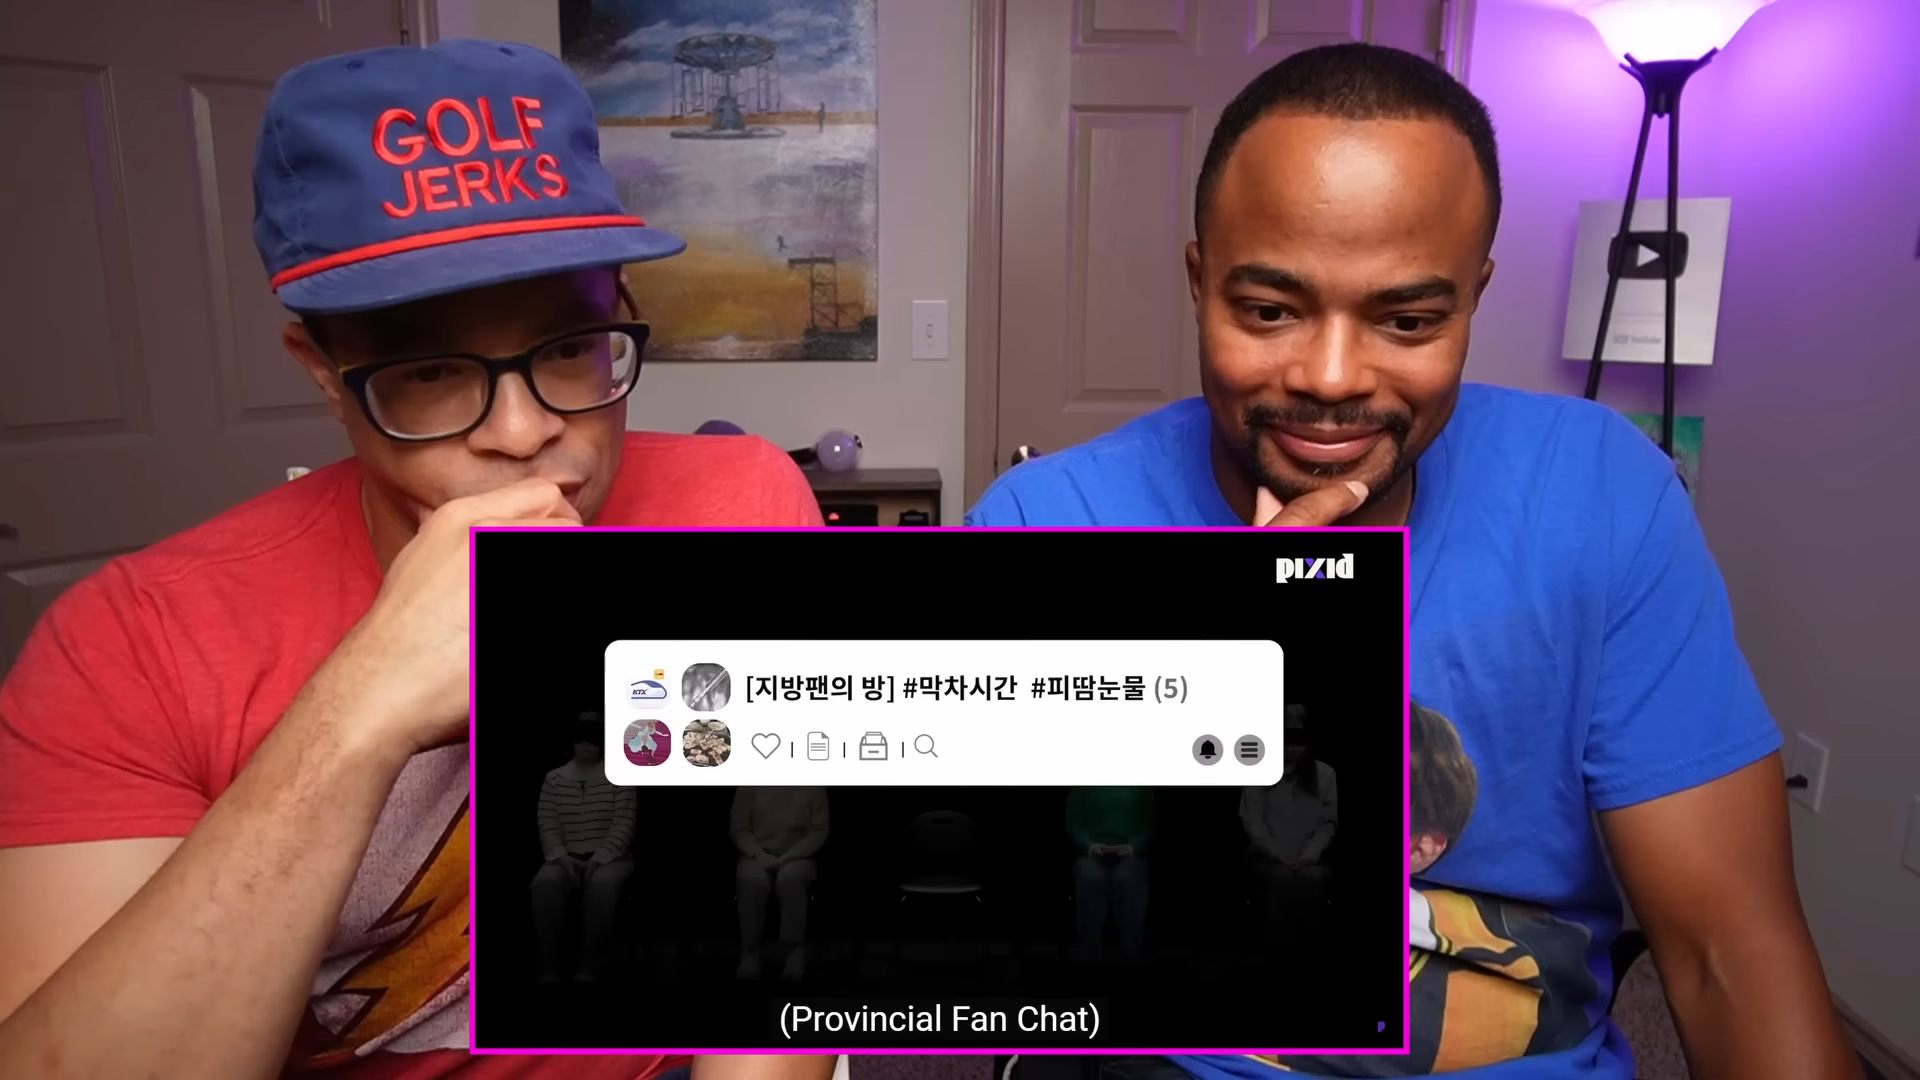 GOLF
JERKS
pixid
KTX
[지방팬의 방] #막차시간 #피땀눈물 (5)
(Provincial Fan Chat)